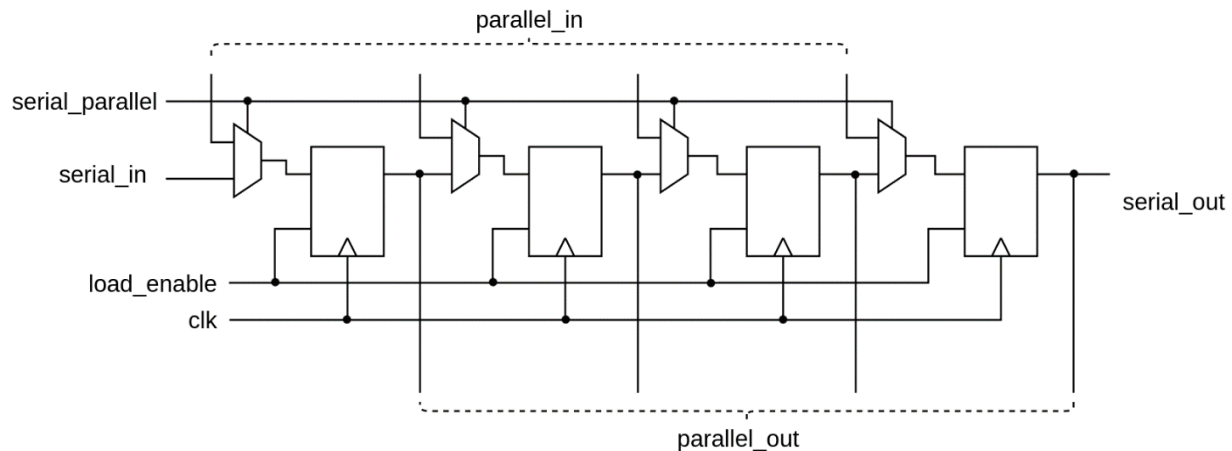 parallel_in
serial_parallel
serial_in
serial_out
load_enable
clk
parallel_out